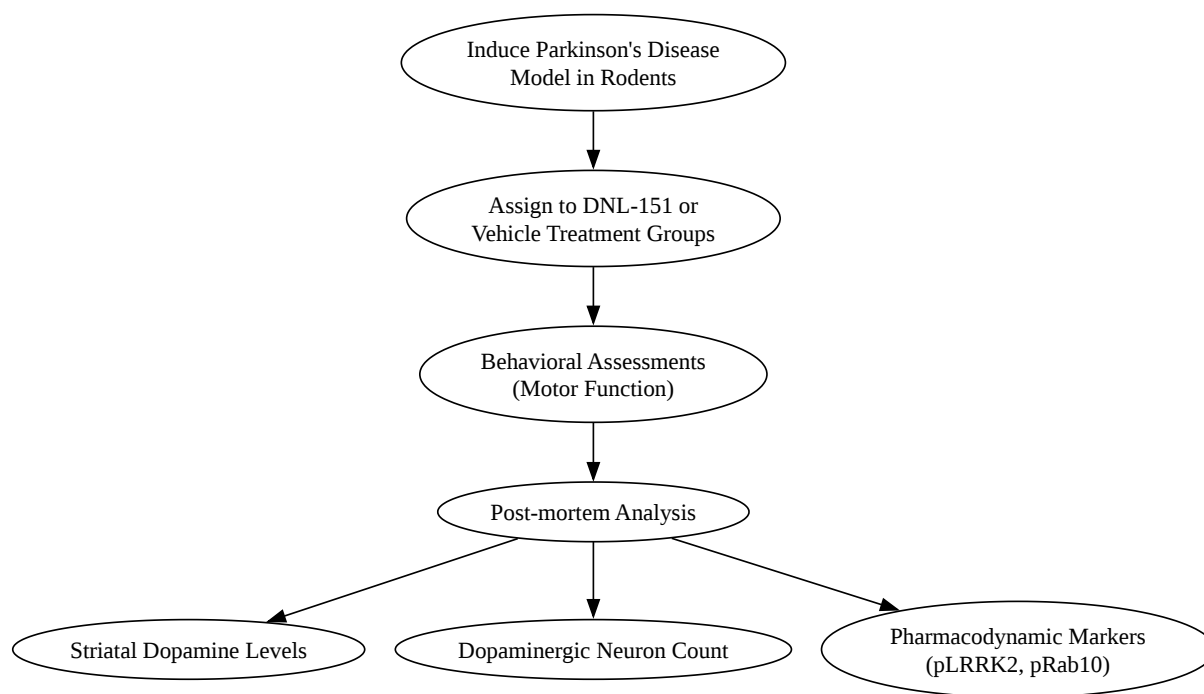 Induce Parkinson's Disease
Model in Rodents
Assign to DNL-151 or
Vehicle Treatment Groups
Behavioral Assessments
(Motor Function)
Post-mortem Analysis
Striatal Dopamine Levels
Dopaminergic Neuron Count
Pharmacodynamic Markers
(pLRRK2, pRab10)